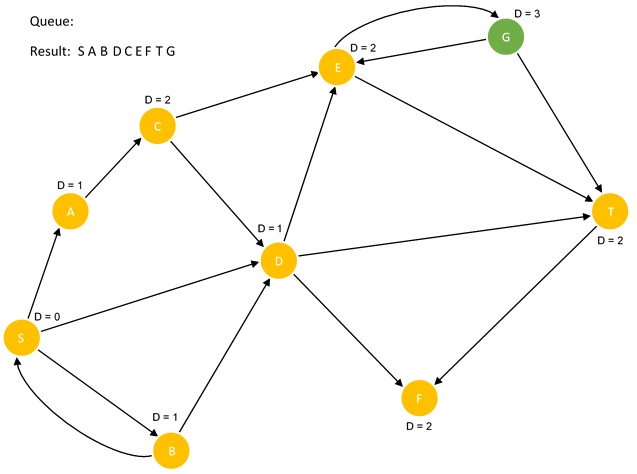 Queue:
D = 3
G
Result: S A B D C E F T G
D = 2
E
D = 2
C
D = 1
A
T
D = 2
D = 1
D
D = 0
S
F
D = 2
D = 1
B